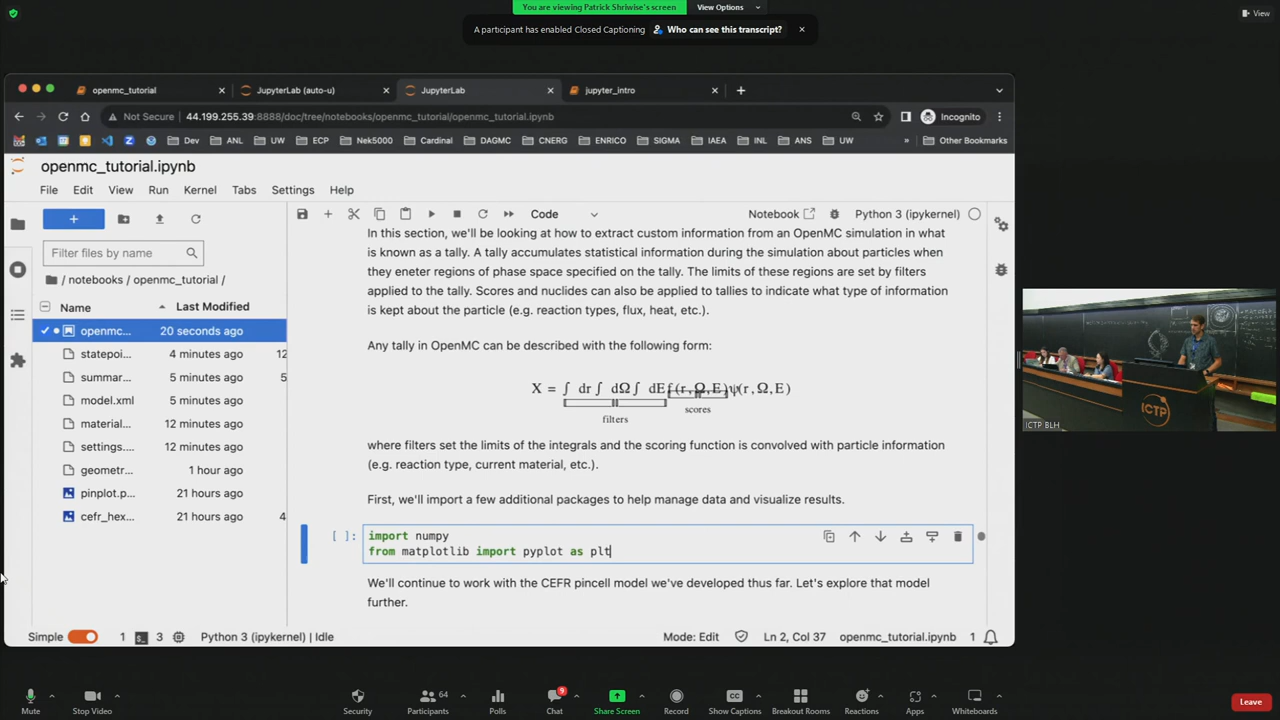 You are viewing Patrick Shriwise's screen
View Options
View
A participant has enabled Closed Captioning Who can see this transcript?
openmc_tutorial
JupyterLab (auto-u)
JupyterLab
jupyter_intro
Not Secure 44.199.255.39:8888/doc/tree/notebooks/openmc_tutorial/openmc_tutorial.ipynb
Incognito
Dev ANL UW ECP Nek5000 Cardinal DAGMC CNERG ENRICO SIGMA IAEA INL ANS UW » Other Bookmarks
openmc_tutorial.ipynb
File Edit View Run Kernel Tabs Settings Help
Code
Notebook
Python 3 (ipykernel)
Filter files by name
/ notebooks / openmc_tutorial /
Name Last Modified
openmc... 20 seconds ago
statepoi... 4 minutes ago 12
summar... 4 minutes ago 5
model.xml 4 minutes ago 5
material... 12 minutes ago
settings.... 12 minutes ago
geometr... 1 hour ago
pinplot.p... 21 hours ago
cefr_hex... 21 hours ago 4
In this section, we'll be looking at how to extract custom information from an OpenMC simulation in what
is known as a tally. A tally accumulates statistical information during the simulation about particles when
they eneter regions of phase space specified on the tally. The limits of these regions are set by filters
applied to the tally. Scores and nuclides can also be applied to tallies to indicate what type of information
is kept about the particle (e.g. reaction types, flux, heat, etc.).
Any tally in OpenMC can be described with the following form:
X = ∫ dr ∫ dΩ ∫ dE f(r, Ω, E)ψ(r, Ω, E)
filters
scores
where filters set the limits of the integrals and the scoring function is convolved with particle information
(e.g. reaction type, current material, etc.).
First, we'll import a few additional packages to help manage data and visualize results.
[ ]: import numpy
from matplotlib import pyplot as plt
We'll continue to work with the CEFR pincell model we've developed thus far. Let's explore that model
further.
Simple 1 3 Python 3 (ipykernel) | Idle
Mode: Edit Ln 2, Col 37 openmc_tutorial.ipynb 1
ICTP
ICTP BLH
Mute
Stop Video
Security
Participants 64
Polls
Chat 9
Share Screen
Record
Show Captions
Breakout Rooms
Reactions
Apps
Whiteboards
Leave